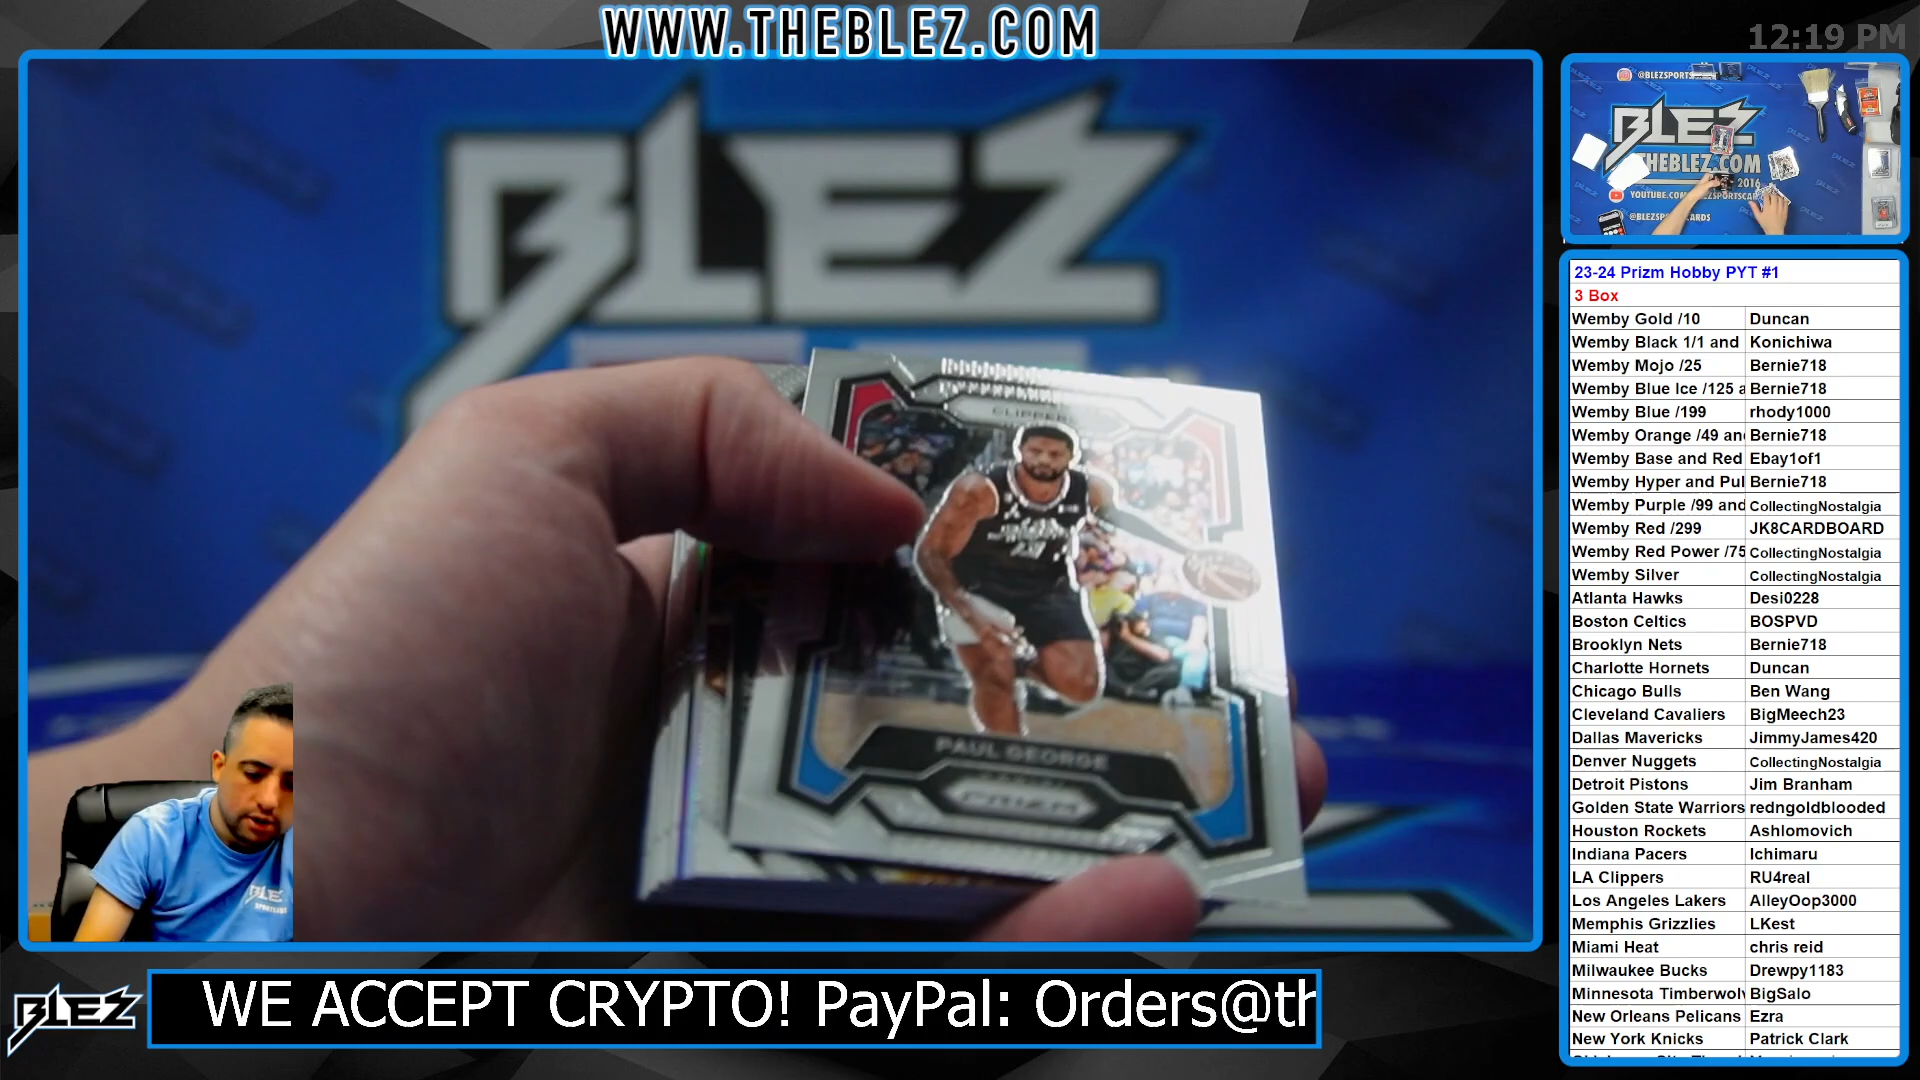 WWW.THEBLEZ.COM
12:19 PM
BLEZ
CLIPPERS
PAUL GEORGE
PRIZM
BLEZ
@BLEZSPORTS
BLEZ
THEBLEZ.COM
2016
@BLEZSP
CARDS
23-24 Prizm Hobby PYT #1
3 Box
Wemby Gold /10 Duncan
Wemby Black 1/1 and Konichiwa
Wemby Mojo /25 Bernie718
Wemby Blue Ice /125 a Bernie718
Wemby Blue /199 rhody1000
Wemby Orange /49 an Bernie718
Wemby Base and Red Ebay1of1
Wemby Hyper and Pul Bernie718
Wemby Purple /99 and CollectingNostalgia
Wemby Red /299 JK8CARDBOARD
Wemby Red Power /75 CollectingNostalgia
Wemby Silver CollectingNostalgia
Atlanta Hawks Desi0228
Boston Celtics BOSPVD
Brooklyn Nets Bernie718
Charlotte Hornets Duncan
Chicago Bulls Ben Wang
Cleveland Cavaliers BigMeech23
Dallas Mavericks JimmyJames420
Denver Nuggets CollectingNostalgia
Detroit Pistons Jim Branham
Golden State Warriors redngoldblooded
Houston Rockets Ashlomovich
Indiana Pacers Ichimaru
LA Clippers RU4real
Los Angeles Lakers AlleyOop3000
Memphis Grizzlies LKest
Miami Heat chris reid
Milwaukee Bucks Drewpy1183
Minnesota Timberwol BigSalo
New Orleans Pelicans Ezra
New York Knicks Patrick Clark
BLEZ
WE ACCEPT CRYPTO! PayPal: Orders@th